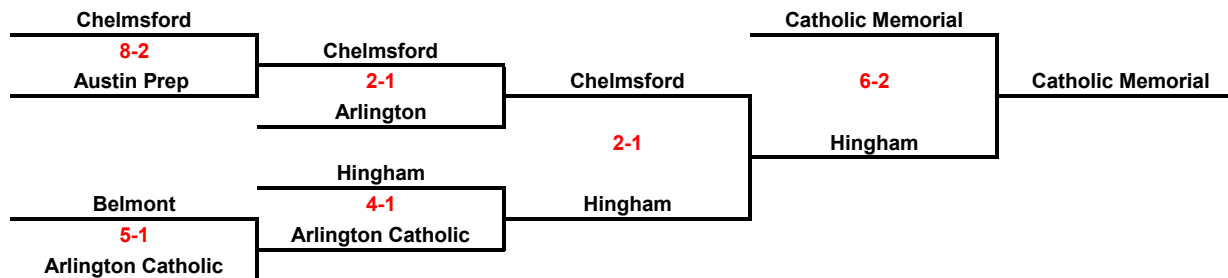 Chelmsford
Catholic Memorial
8-2
Chelmsford
Austin Prep
2-1
Chelmsford
6-2
Catholic Memorial
Arlington
2-1
Hingham
Hingham
Belmont
4-1
Hingham
5-1
Arlington Catholic
Arlington Catholic